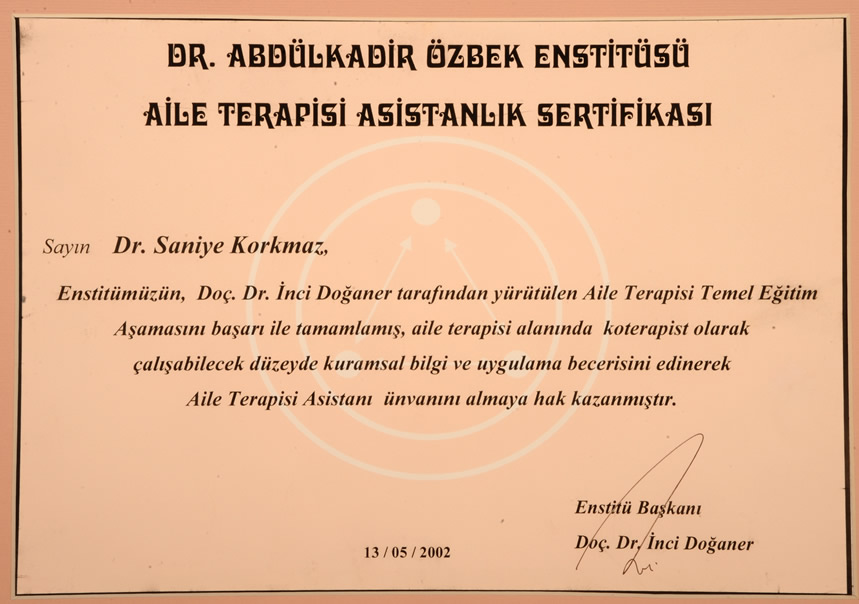 DR. ABDÜLKADİR ÖZBEK ENSTİTÜSÜ
AİLE TERAPİSİ ASİSTANLIK SERTİFİKASI
Sayın Dr. Saniye Korkmaz,
Enstitümüzün, Doç. Dr. İnci Doğaner tarafından yürütülen Aile Terapisi Temel Eğitim
Aşamasını başarı ile tamamlamış, aile terapisi alanında koterapist olarak
çalışabilecek düzeyde kuramsal bilgi ve uygulama becerisini edinerek
Aile Terapisi Asistanı ünvanını almaya hak kazanmıştır.
Enstitü Başkanı
Doç. Dr. İnci Doğaner
13 / 05 / 2002